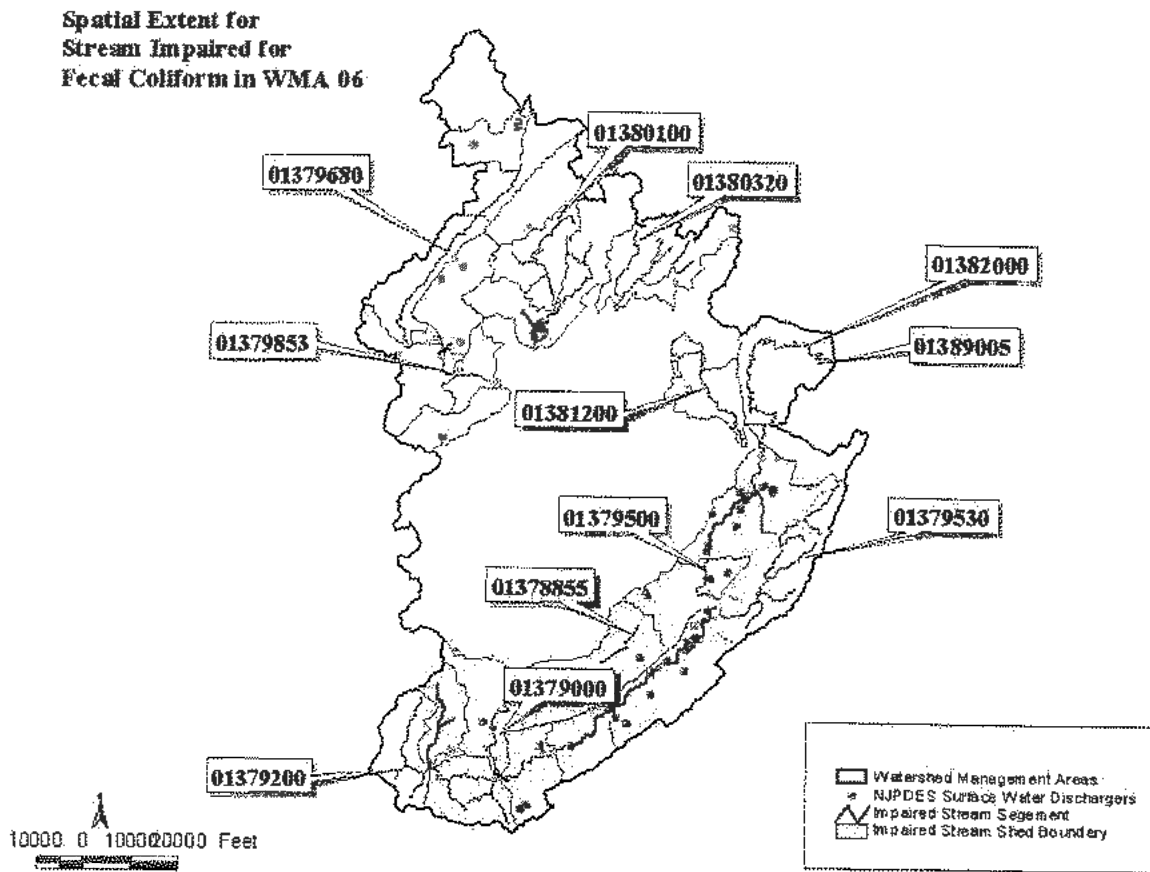 Spatial Extent for
Stream Impaired for
Fecal Coliform in WMA 06
01380100
01379680
01380320
01382000
01379853
01389005
01381200
01379500
01379530
01378855
01379000
01379200
10000 0 1000020000 Feet
Watershed Management Areas
NJPDES Surface Water Dischargers
Impaired Stream Segement
Impaired Stream Shed Boundary